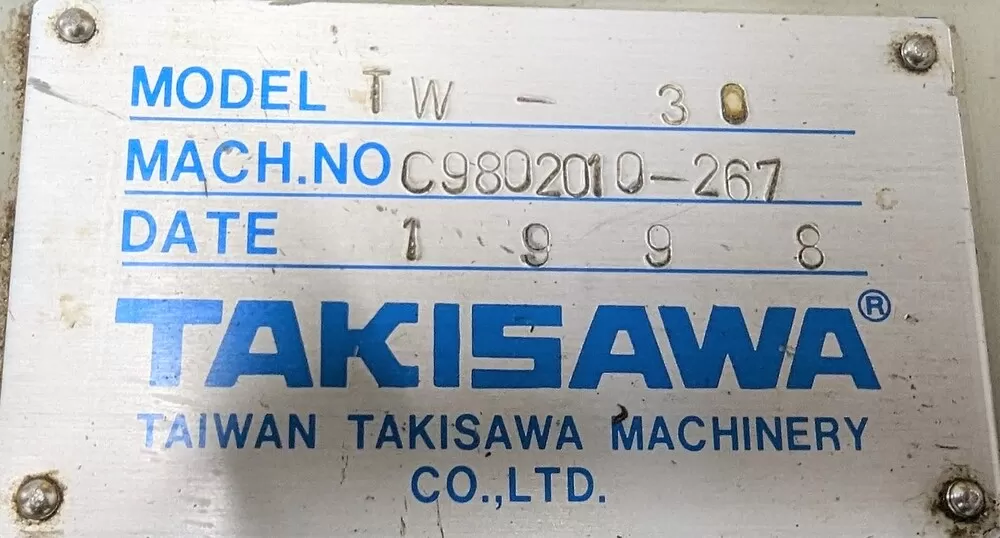 MODEL TW - 30
MACH.NO C9802010-267
DATE 1998
TAKISAWA®
TAIWAN TAKISAWA MACHINERY
CO.,LTD.